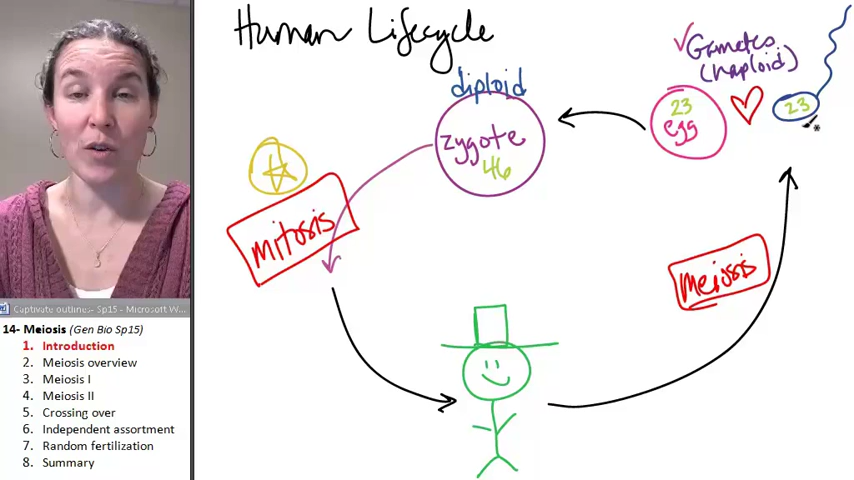 Human Lifecycle
Gametes
(haploid)
diploid
zygote
46
23
egg
23
mitosis
meiosis
Captivate outlines- Sp15 - Microsoft W...
14- Meiosis (Gen Bio Sp15)
1. Introduction
2. Meiosis overview
3. Meiosis I
4. Meiosis II
5. Crossing over
6. Independent assortment
7. Random fertilization
8. Summary